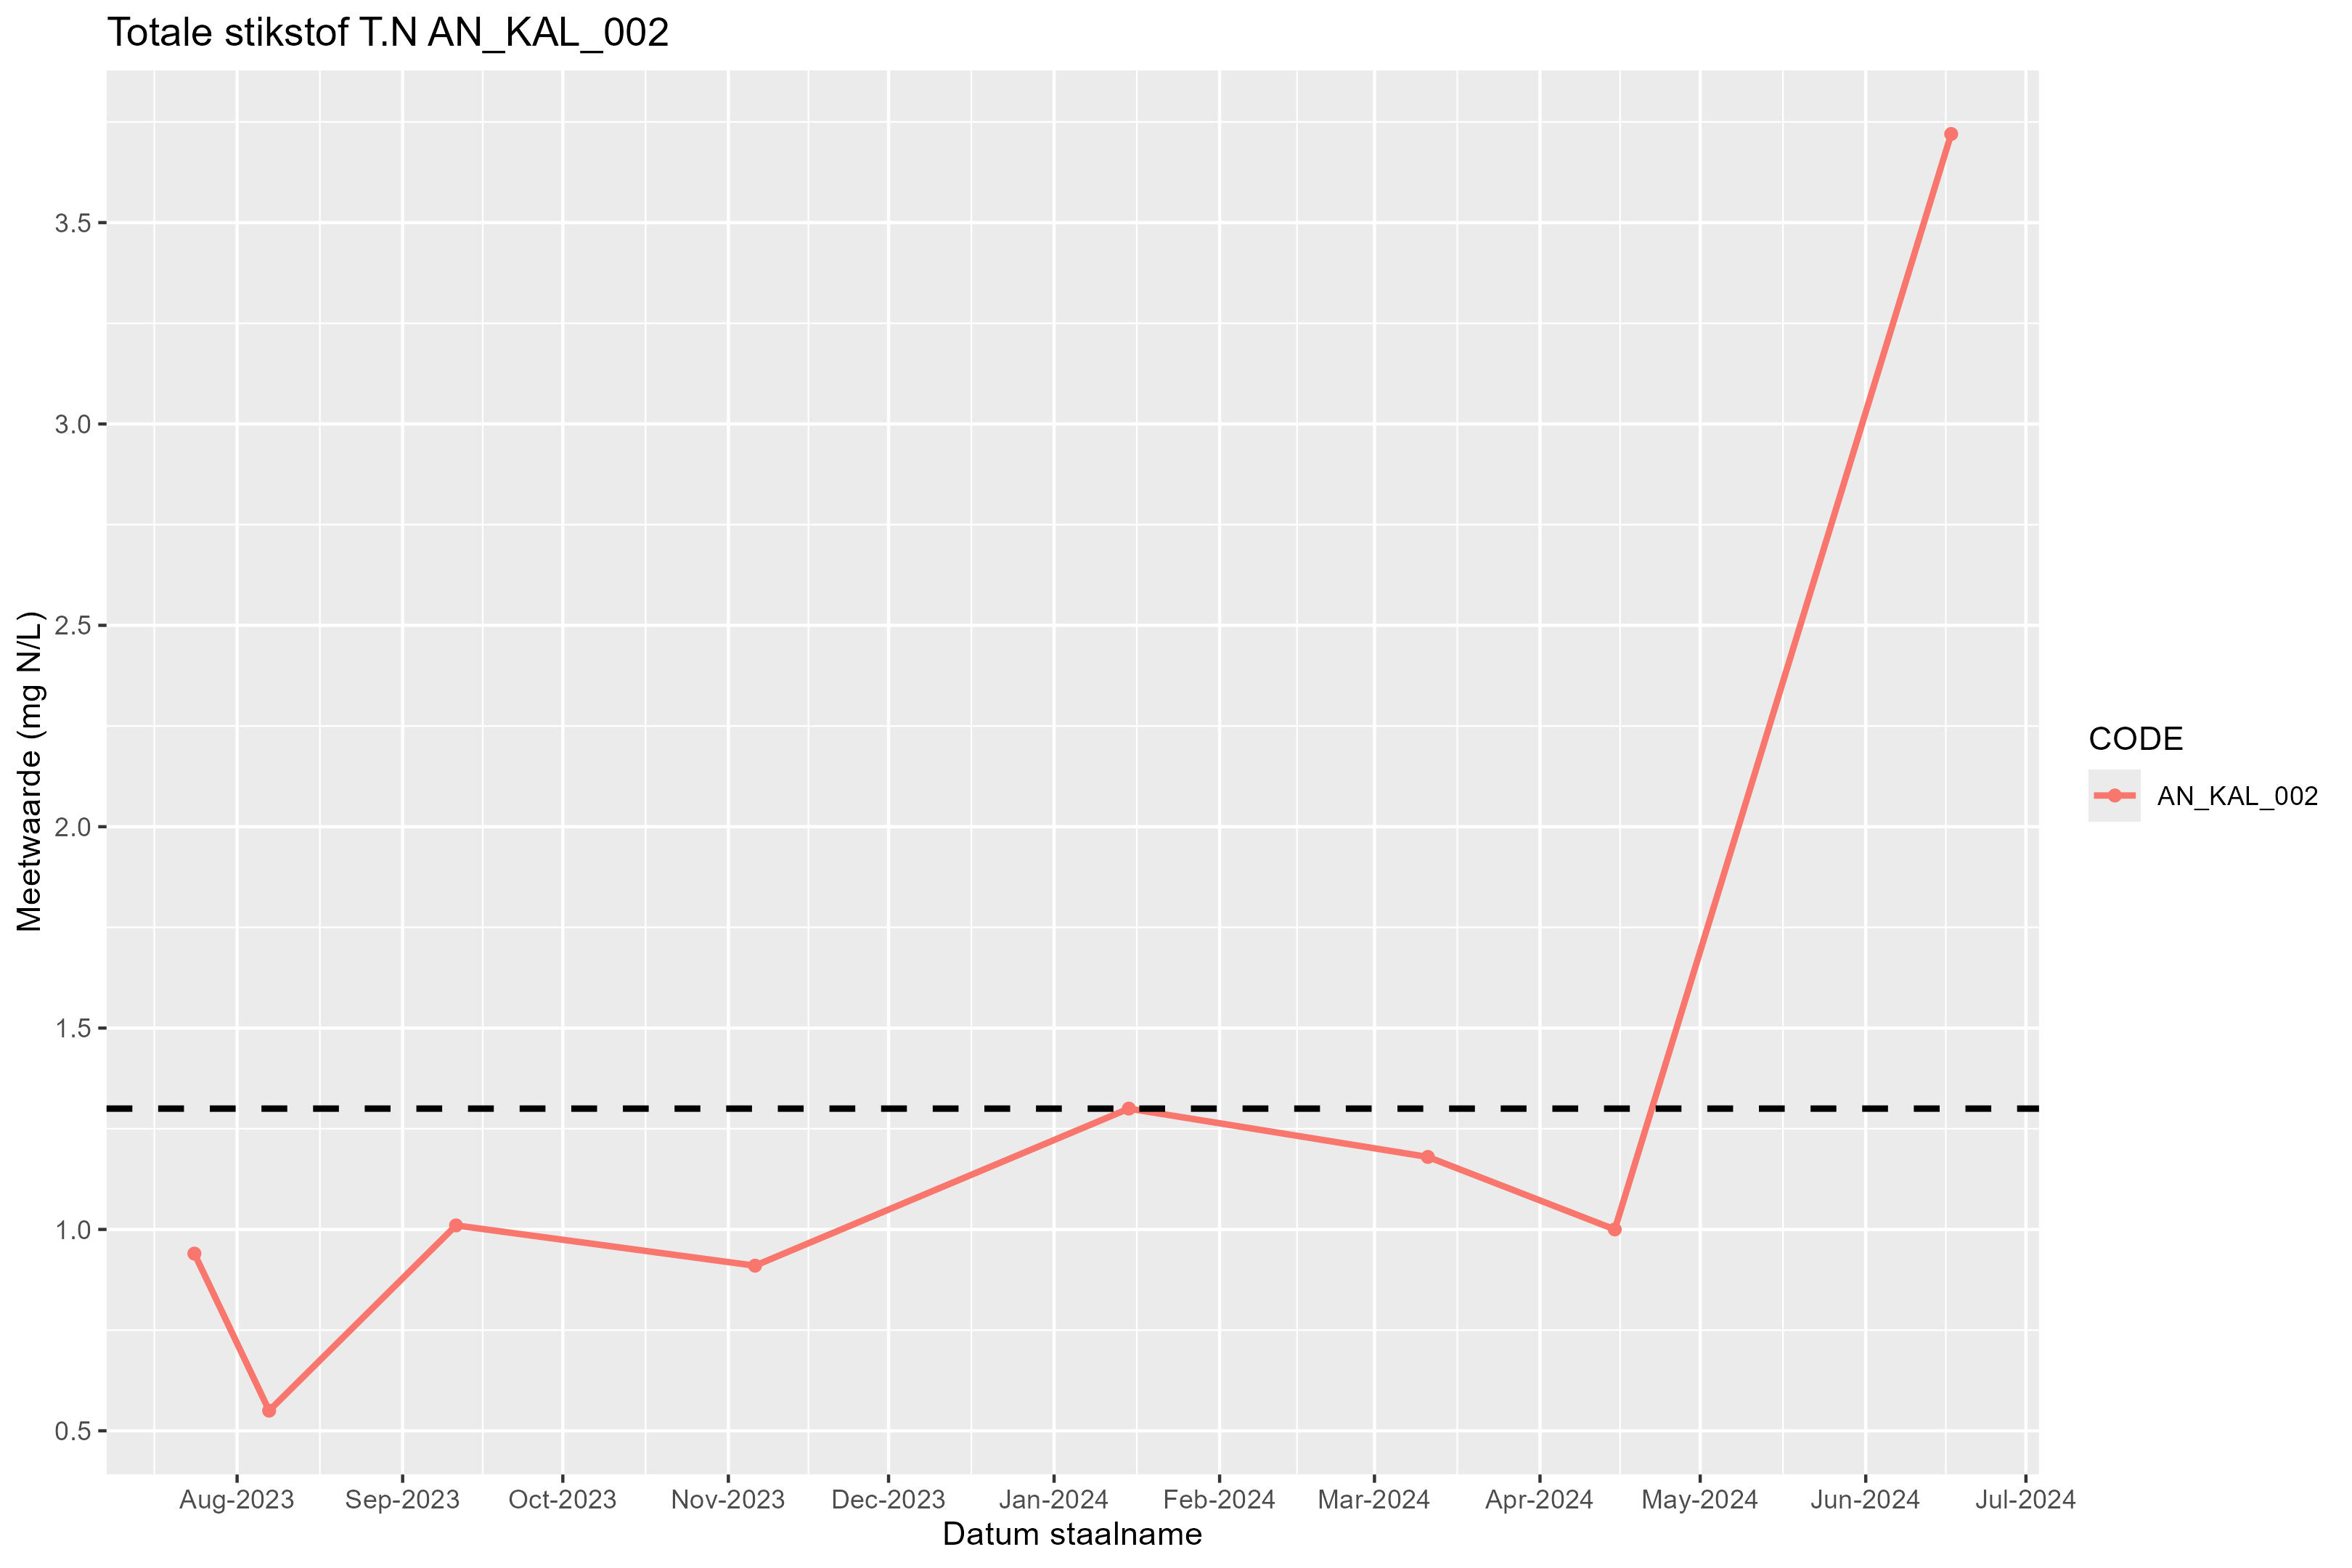 Totale stikstof T.N AN_KAL_002
Meetwaarde (mg N/L)
3.5
3.0
2.5
2.0
1.5
1.0
0.5
Aug-2023 Sep-2023 Oct-2023 Nov-2023 Dec-2023 Jan-2024 Feb-2024 Mar-2024 Apr-2024 May-2024 Jun-2024 Jul-2024
Datum staalname
CODE
AN_KAL_002